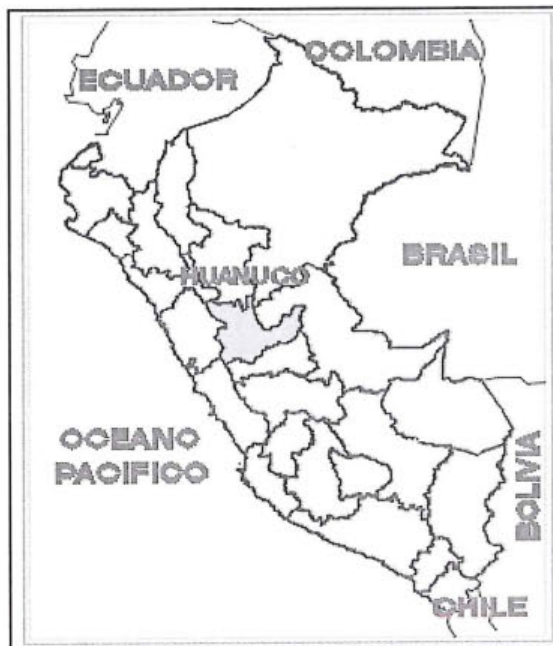 COLOMBIA
ECUADOR
BRASIL
HUANUCO
OCEANO
PACIFICO
BOLIVIA
CHILE